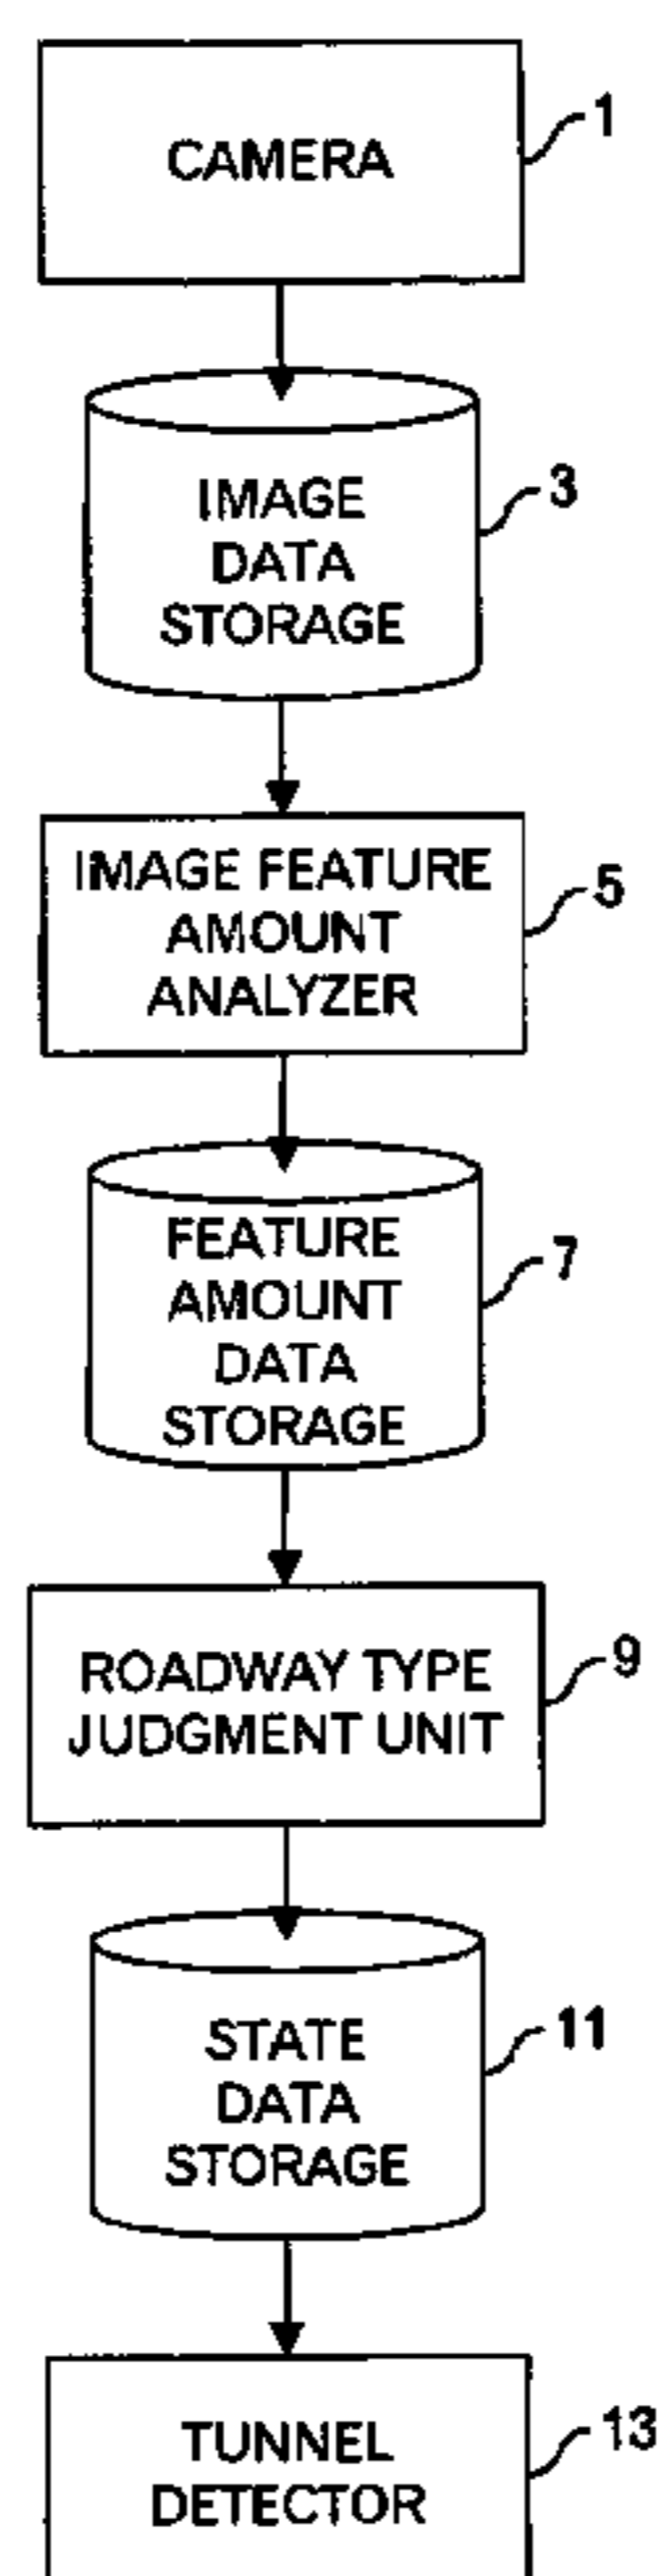 CAMERA
1
IMAGE
DATA
STORAGE
3
IMAGE FEATURE
AMOUNT
ANALYZER
5
FEATURE
AMOUNT
DATA
STORAGE
7
ROADWAY TYPE
JUDGMENT UNIT
9
STATE
DATA
STORAGE
11
TUNNEL
DETECTOR
13